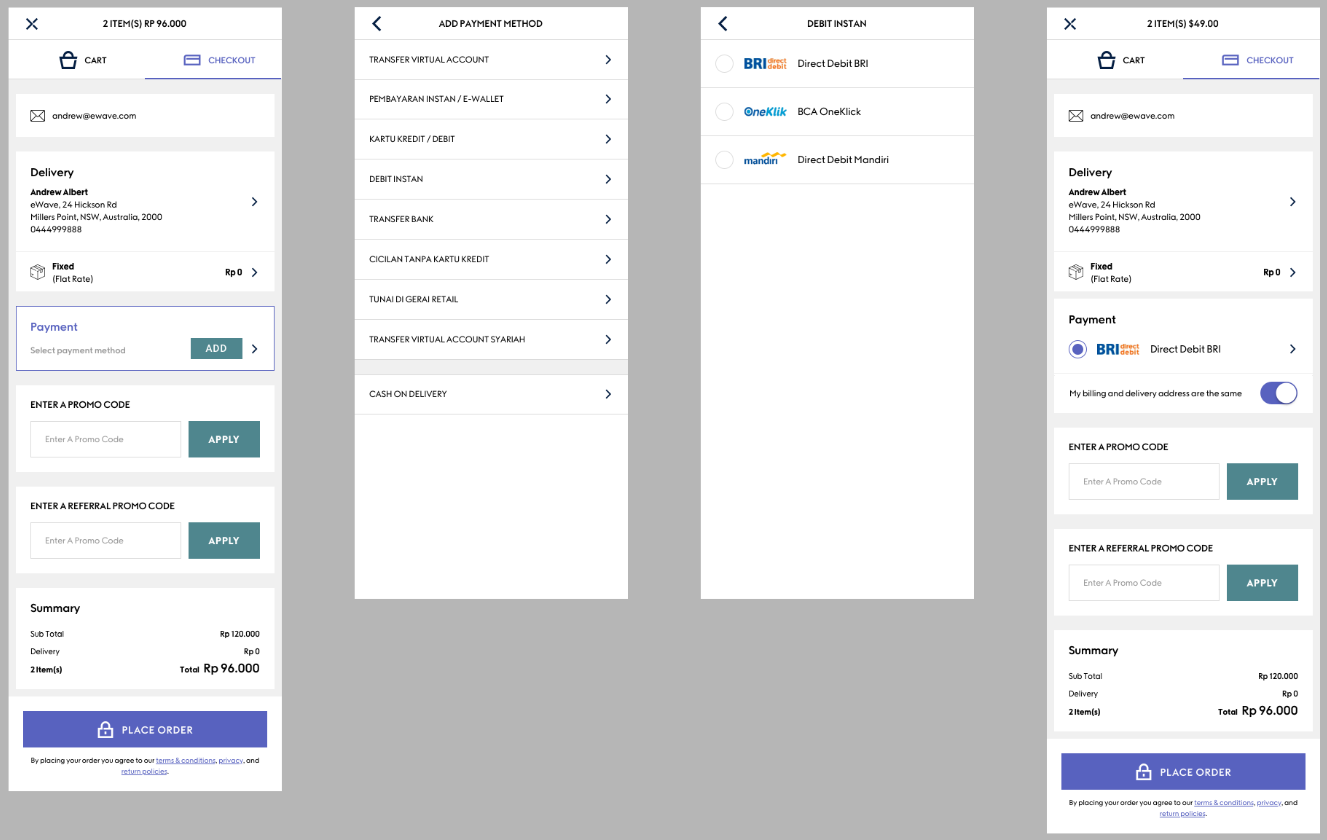 2 ITEM(S) RP 96.000
CART
CHECKOUT
andrew@ewave.com
Delivery
Andrew Albert
eWave, 24 Hickson Rd
Millers Point, NSW, Australia, 2000
0444999888
Fixed
(Flat Rate)
Rp 0
Payment
Select payment method
ADD
ENTER A PROMO CODE
Enter A Promo Code
APPLY
ENTER A REFERRAL PROMO CODE
Enter A Promo Code
APPLY
Summary
Sub Total Rp 120.000
Delivery Rp 0
2 Item(s) Total Rp 96.000
PLACE ORDER
By placing your order you agree to our terms & conditions, privacy, and
return policies.
ADD PAYMENT METHOD
TRANSFER VIRTUAL ACCOUNT
PEMBAYARAN INSTAN / E-WALLET
KARTU KREDIT / DEBIT
DEBIT INSTAN
TRANSFER BANK
CICILAN TANPA KARTU KREDIT
TUNAI DI GERAI RETAIL
TRANSFER VIRTUAL ACCOUNT SYARIAH
CASH ON DELIVERY
DEBIT INSTAN
BRI direct debit Direct Debit BRI
OneKlik BCA OneKlick
mandiri Direct Debit Mandiri
2 ITEM(S) $49.00
CART
CHECKOUT
andrew@ewave.com
Delivery
Andrew Albert
eWave, 24 Hickson Rd
Millers Point, NSW, Australia, 2000
0444999888
Fixed
(Flat Rate)
Rp 0
Payment
BRI direct debit Direct Debit BRI
My billing and delivery address are the same
ENTER A PROMO CODE
Enter A Promo Code
APPLY
ENTER A REFERRAL PROMO CODE
Enter A Promo Code
APPLY
Summary
Sub Total Rp 120.000
Delivery Rp 0
2 Item(s) Total Rp 96.000
PLACE ORDER
By placing your order you agree to our terms & conditions, privacy, and
return policies.